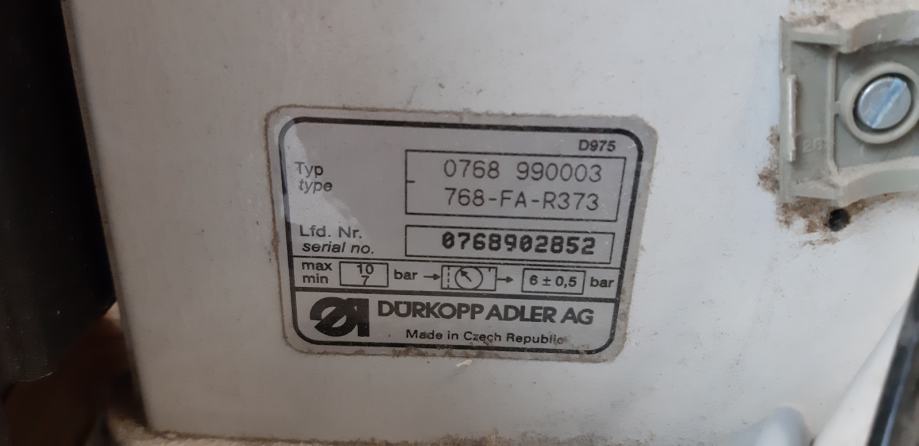 D975
Typ
type
0768 990003
768-FA-R373
Lfd. Nr.
serial no.
0768902852
max 10 bar
min 7
6 ± 0,5 bar
DÜRKOPP ADLER AG
Made in Czech Republic